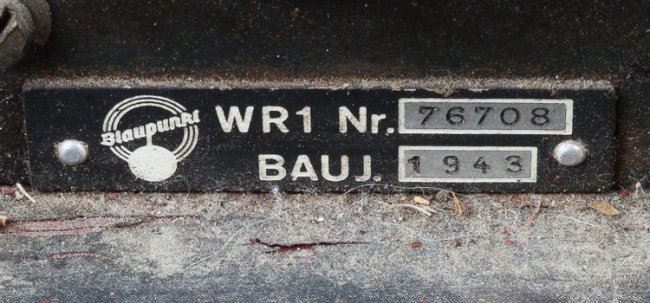 Blaupunkt
WR1 Nr. 76708
BAUJ. 1943